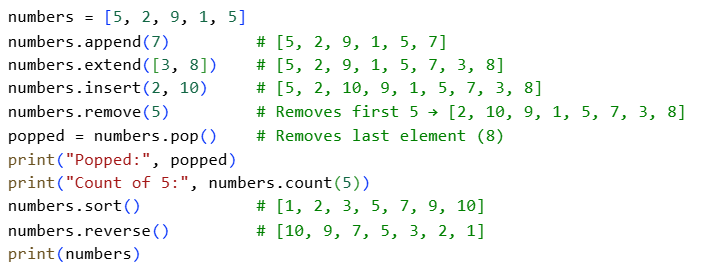 numbers = [5, 2, 9, 1, 5]
numbers.append(7)         # [5, 2, 9, 1, 5, 7]
numbers.extend([3, 8])    # [5, 2, 9, 1, 5, 7, 3, 8]
numbers.insert(2, 10)     # [5, 2, 10, 9, 1, 5, 7, 3, 8]
numbers.remove(5)         # Removes first 5 → [2, 10, 9, 1, 5, 7, 3, 8]
popped = numbers.pop()    # Removes last element (8)
print("Popped:", popped)
print("Count of 5:", numbers.count(5))
numbers.sort()            # [1, 2, 3, 5, 7, 9, 10]
numbers.reverse()         # [10, 9, 7, 5, 3, 2, 1]
print(numbers)